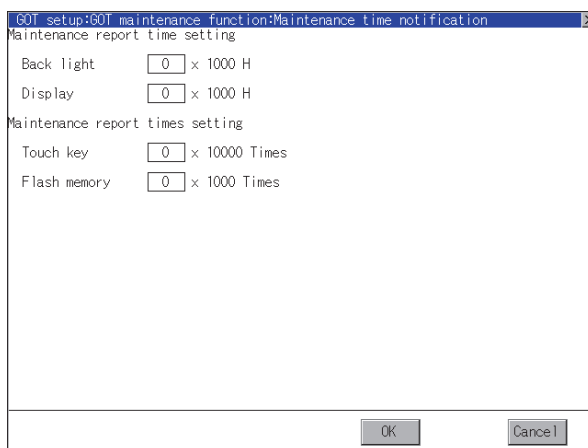 GOT setup:GOT maintenance function:Maintenance time notification
Maintenance report time setting
Back light 0 x 1000 H
Display 0 x 1000 H
Maintenance report times setting
Touch key 0 x 10000 Times
Flash memory 0 x 1000 Times
OK Cancel